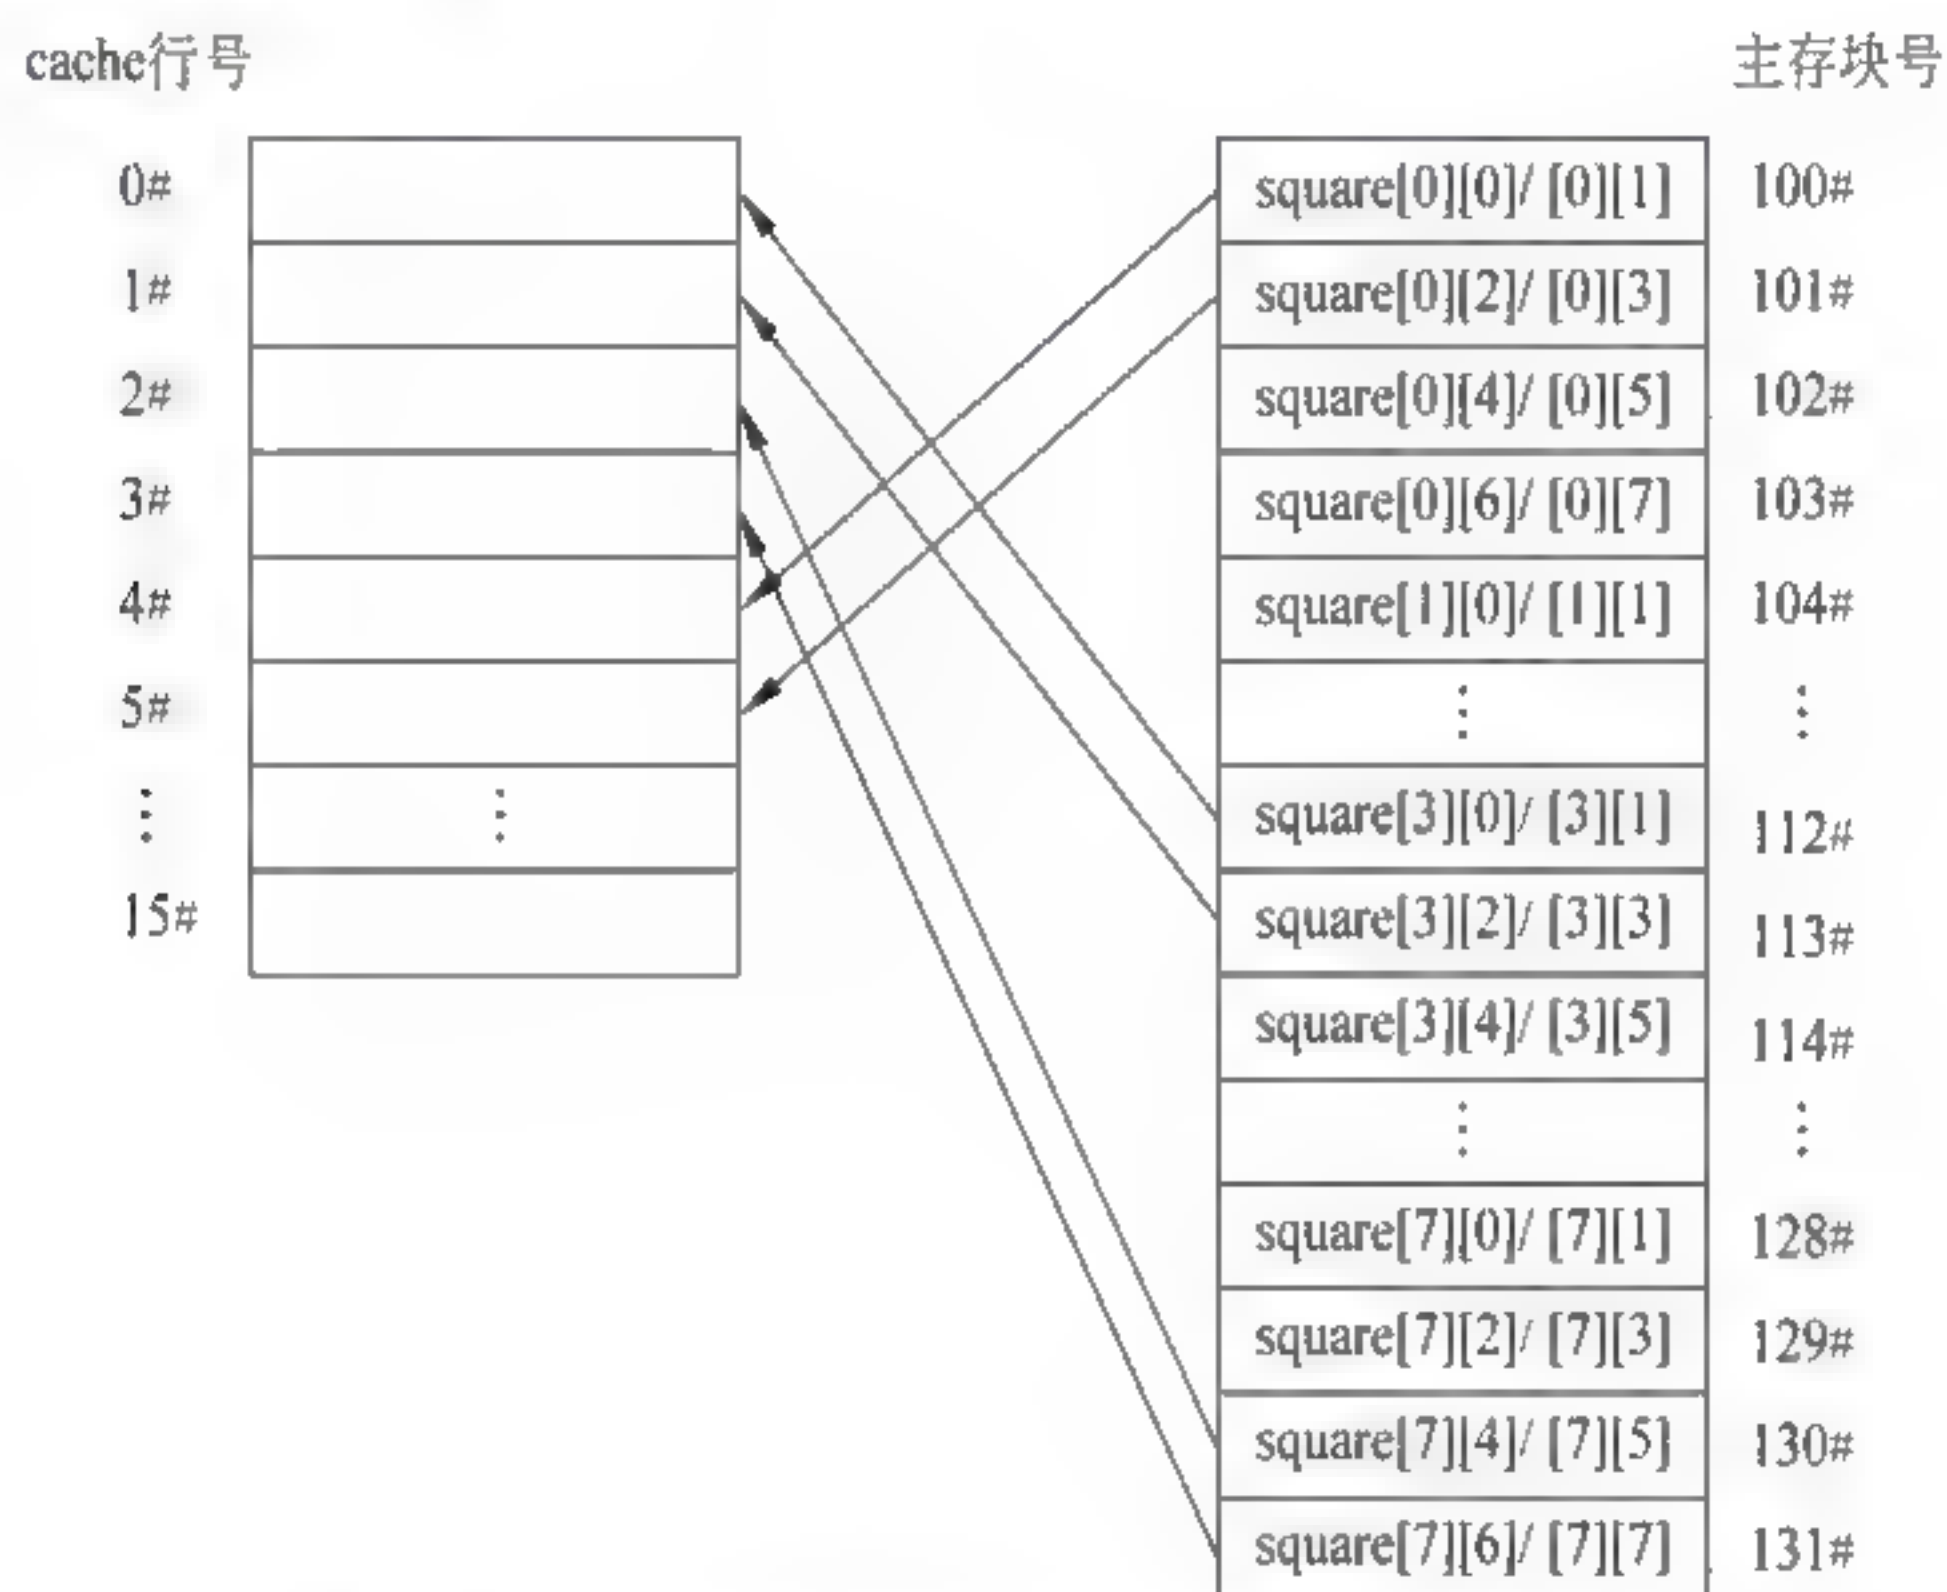 cache行号 主存块号
0# square[0][0]/ [0][1] 100#
1# square[0][2]/ [0][3] 101#
2# square[0][4]/ [0][5] 102#
3# square[0][6]/ [0][7] 103#
4# square[1][0]/ [1][1] 104#
5# ⋮ ⋮
⋮ ⋮ square[3][0]/ [3][1] 112#
15# square[3][2]/ [3][3] 113#
square[3][4]/ [3][5] 114#
⋮ ⋮
square[7][0]/ [7][1] 128#
square[7][2]/ [7][3] 129#
square[7][4]/ [7][5] 130#
square[7][6]/ [7][7] 131#